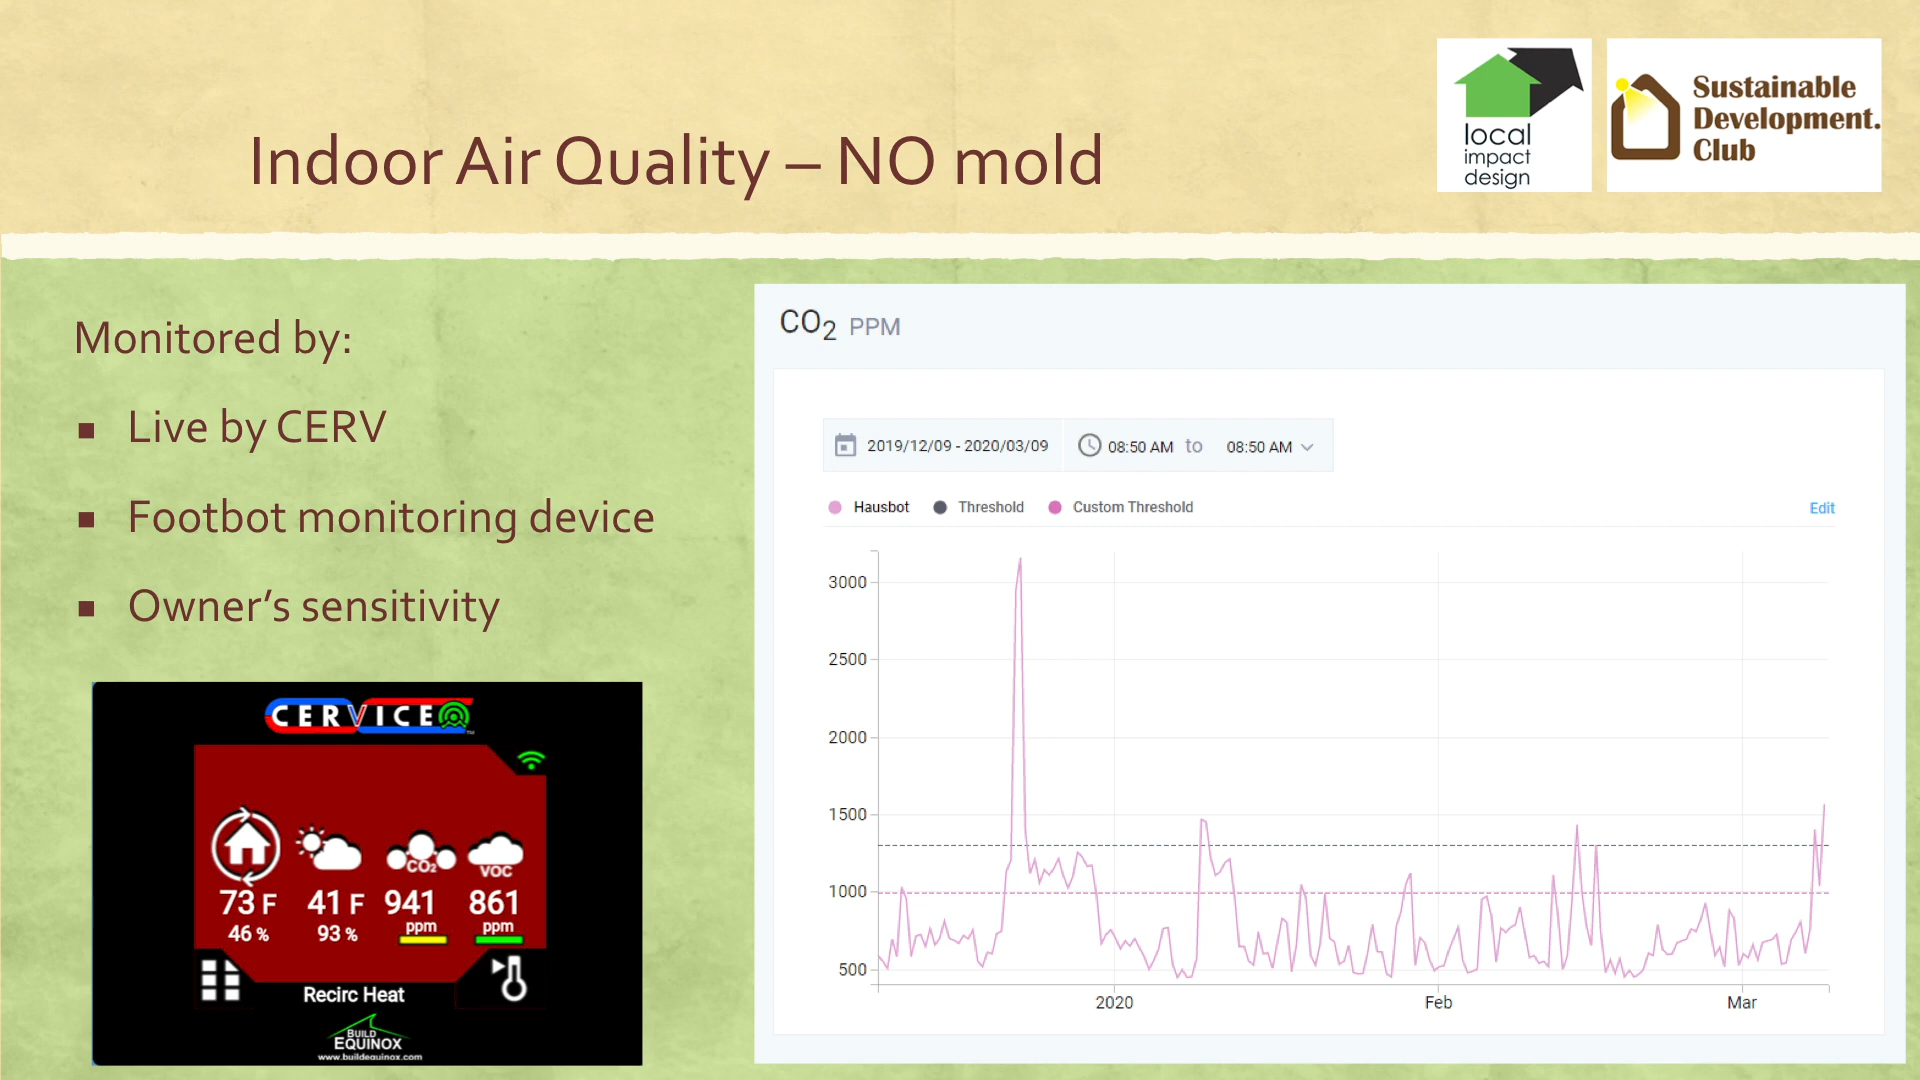 Indoor Air Quality – NO mold
local
impact
design
Sustainable
Development.
Club
Monitored by:
▪ Live by CERV
▪ Footbot monitoring device
▪ Owner’s sensitivity
CERVICE
73 F 41 F 941 861
46 % 93 % ppm ppm
CO₂
VOC
Recirc Heat
BUILD
EQUINOX
www.buildequinox.com
CO₂ PPM
2019/12/09 - 2020/03/09 08:50 AM to 08:50 AM
Hausbot Threshold Custom Threshold Edit
3000
2500
2000
1500
1000
500
2020 Feb Mar